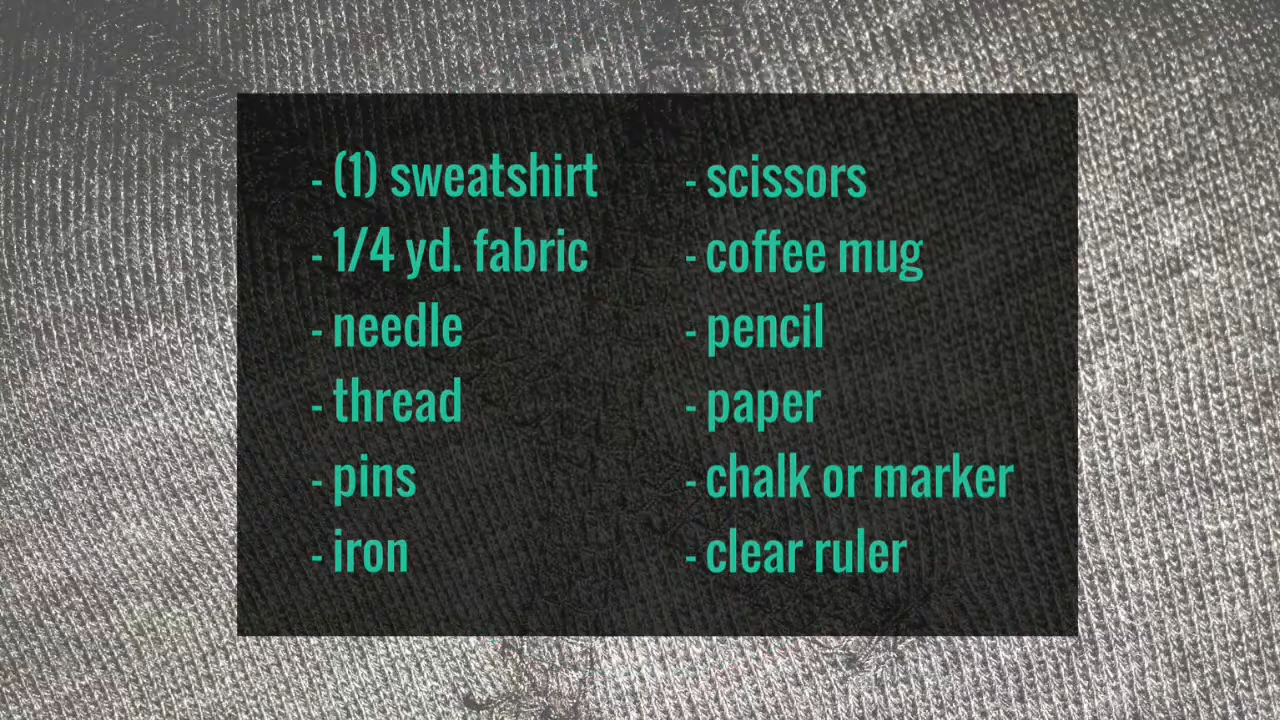 - (1) sweatshirt
- 1/4 yd. fabric
- needle
- thread
- pins
- iron
- scissors
- coffee mug
- pencil
- paper
- chalk or marker
- clear ruler